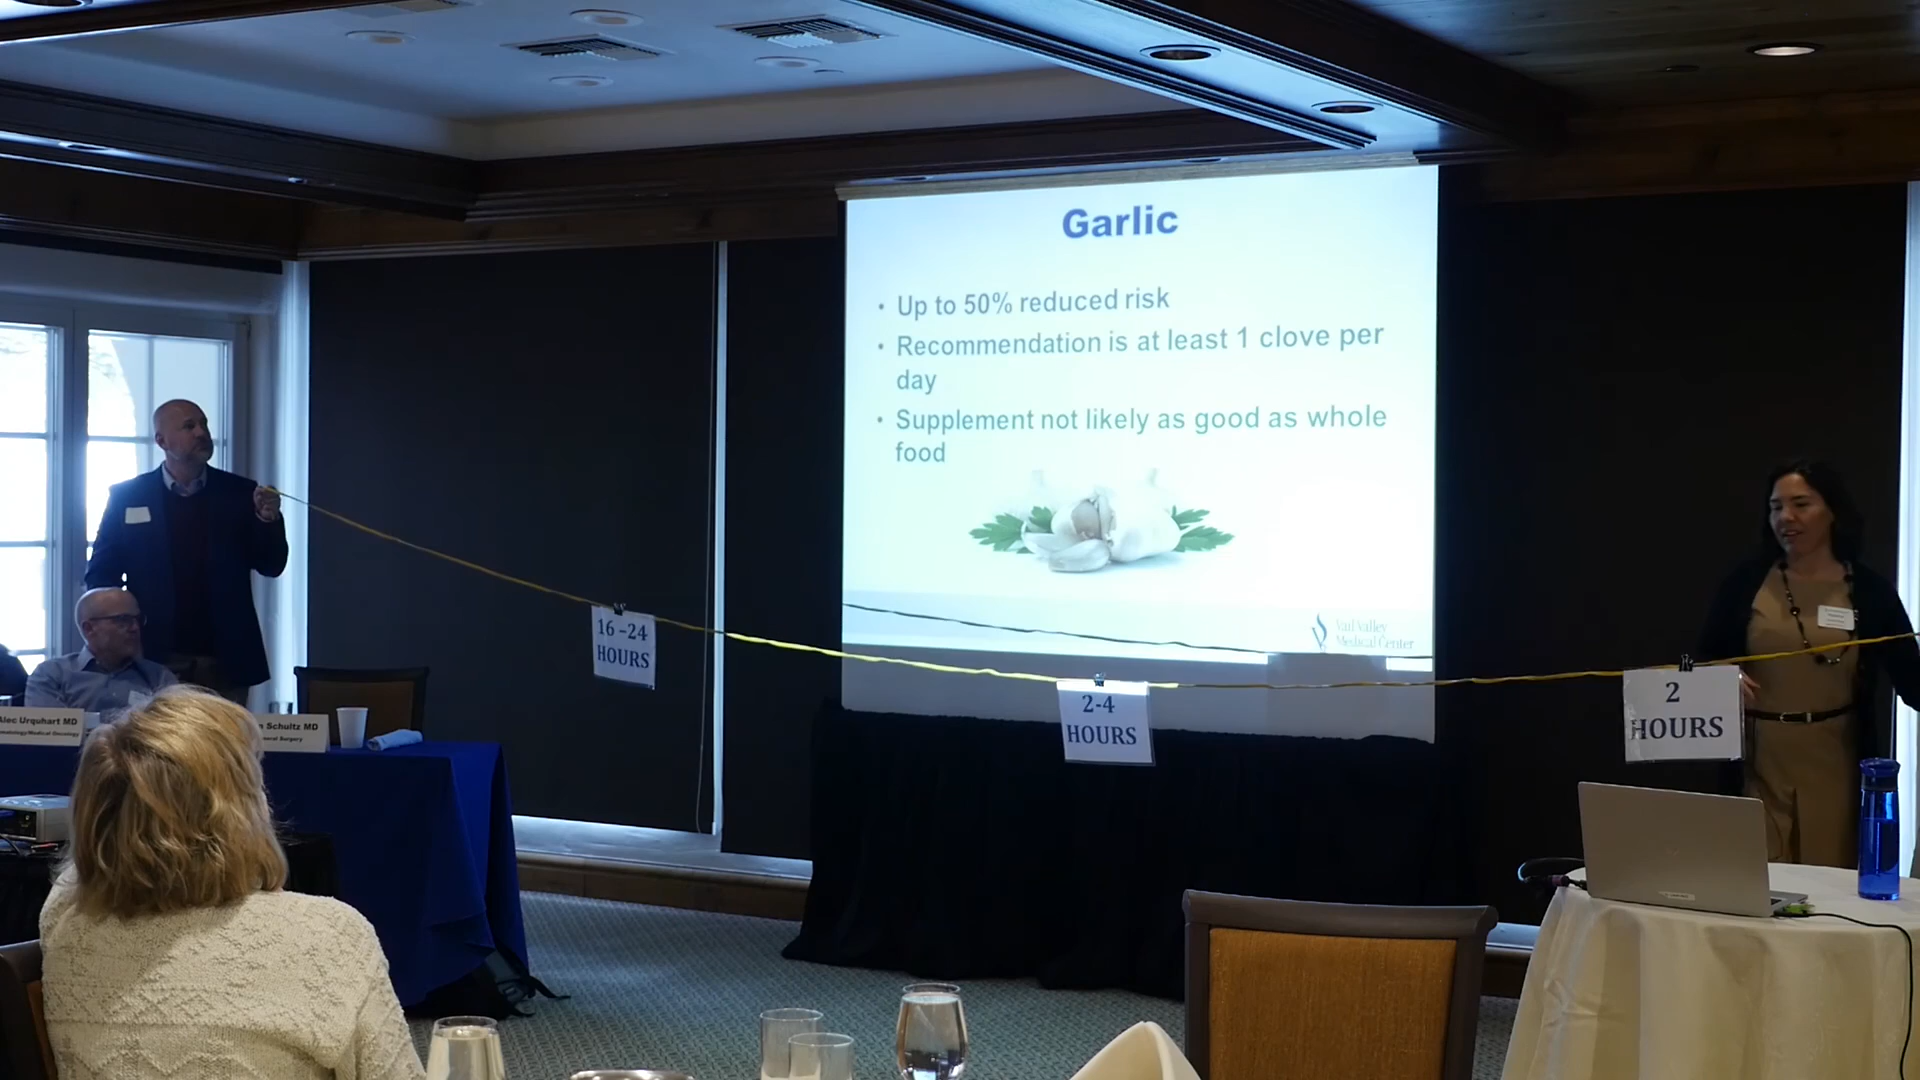 Garlic
• Up to 50% reduced risk
• Recommendation is at least 1 clove per
day
• Supplement not likely as good as whole
food
Vail Valley
Medical Center
16-24
HOURS
2-4
HOURS
2
HOURS
Alec Urquhart MD
Schultz MD